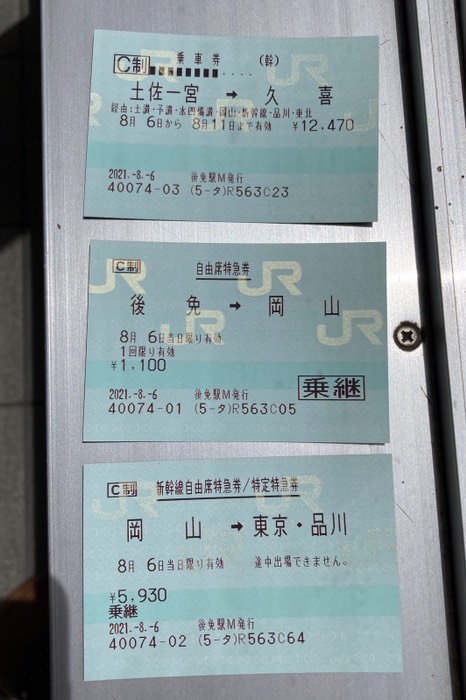 C制 乗車券 (幹)
土佐一宮 → 久喜
経由:土讃・予讃・本四備讃・岡山・新幹線・品川・東北
8月 6日から 8月11日まで有効 ¥12,470
2021.-8.-6 後免駅M発行
40074-03 (5-タ)R563C23
C制 自由席特急券
後免 → 岡山
8月 6日当日限り有効
1回限り有効
¥1,100
乗継
2021.-8.-6 後免駅M発行
40074-01 (5-タ)R563C05
C制 新幹線自由席特急券/特定特急券
岡山 → 東京・品川
8月 6日当日限り有効 途中出場できません。
¥5,930
乗継
2021.-8.-6 後免駅M発行
40074-02 (5-タ)R563C64